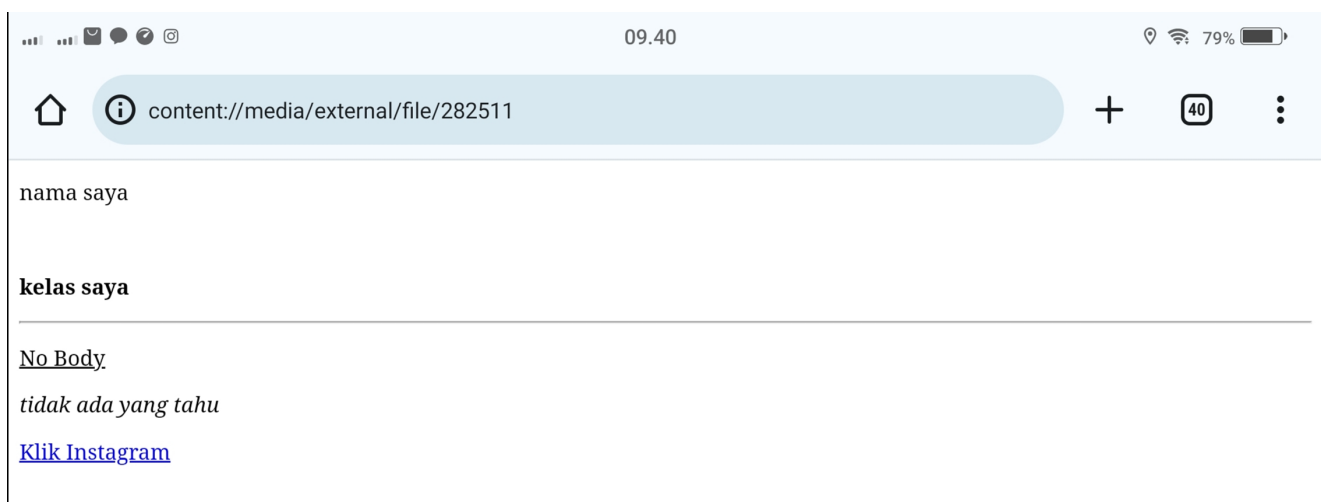 09.40
79%
content://media/external/file/282511
40
nama saya
kelas saya
No Body
tidak ada yang tahu
Klik Instagram